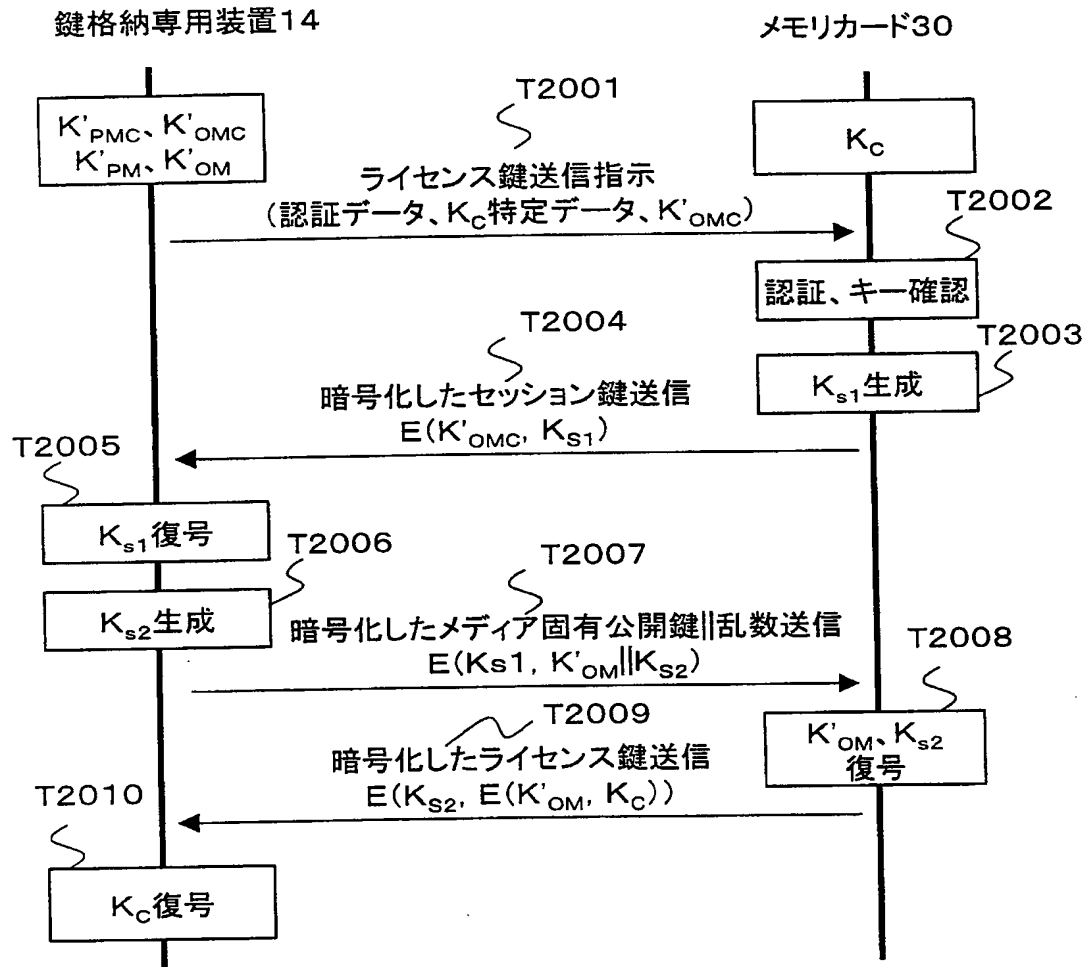 鍵格納専用装置14
メモリカード30
K'PMC、K'OMC
K'PM、K'OM
KC
T2001
ライセンス鍵送信指示
(認証データ、KC特定データ、K'OMC)
T2002
認証、キー確認
T2003
Ks1生成
T2004
暗号化したセッション鍵送信
E(K'OMC, KS1)
T2005
Ks1復号
T2006
Ks2生成
T2007
暗号化したメディア固有公開鍵||乱数送信
E(Ks1, K'OM||KS2)
T2008
K'OM、Ks2
復号
T2009
暗号化したライセンス鍵送信
E(KS2, E(K'OM, KC))
T2010
KC復号